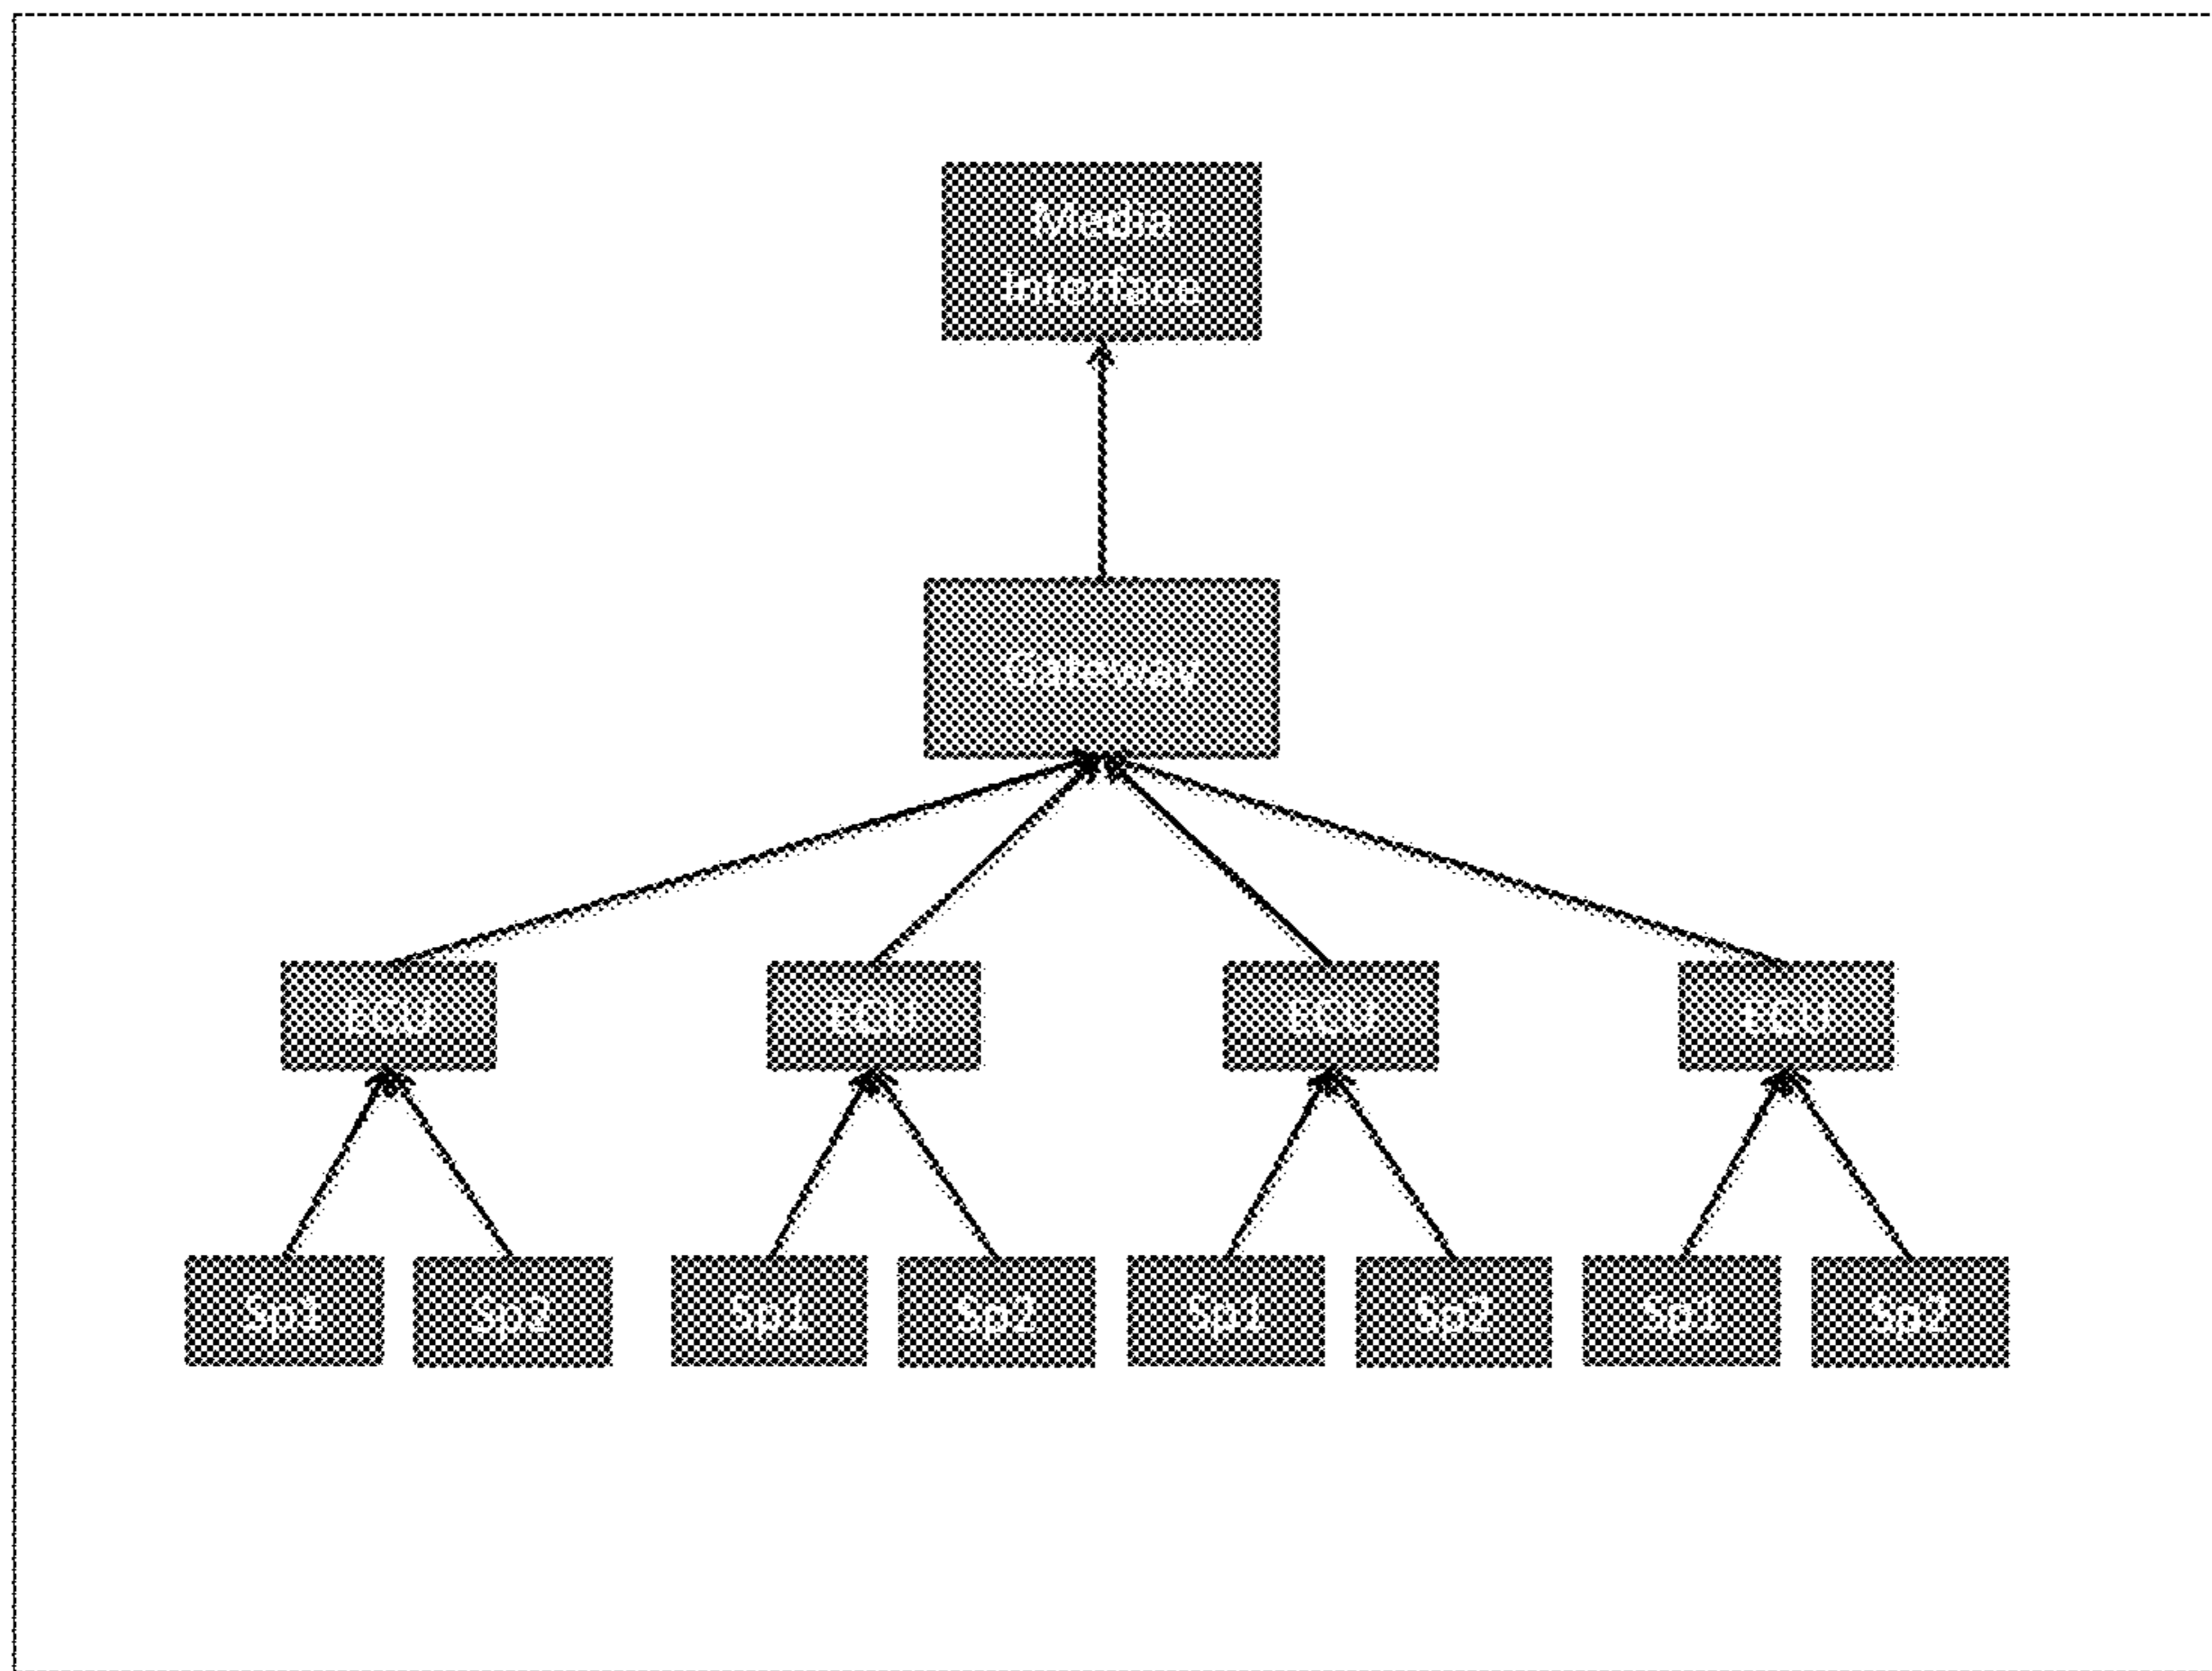 Media
Interface
Gateway
ECU ECU ECU ECU
Sp1 Sp2 Sp1 Sp2 Sp1 Sp2 Sp1 Sp2